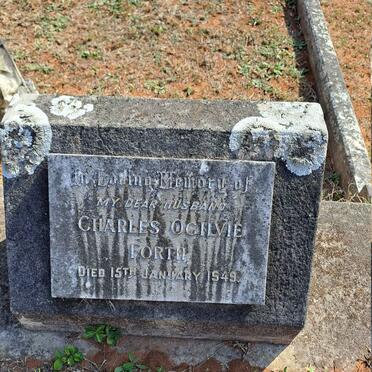 In Loving Memory of
MY DEAR HUSBAND
CHARLES OGILVIE
FORTH
DIED 15TH JANUARY 1949.